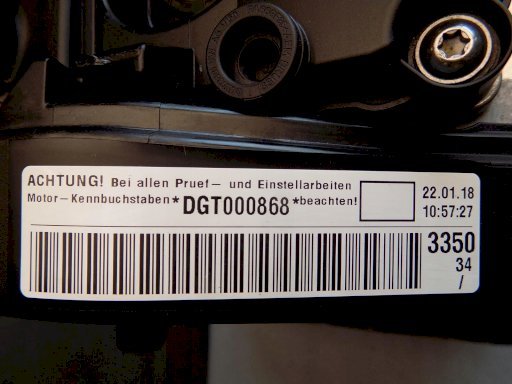 ACHTUNG! Bei allen Pruef- und Einstellarbeiten
Motor-Kennbuchstaben *DGT000868* beachten!
22.01.18
10:57:27
3350
34
/